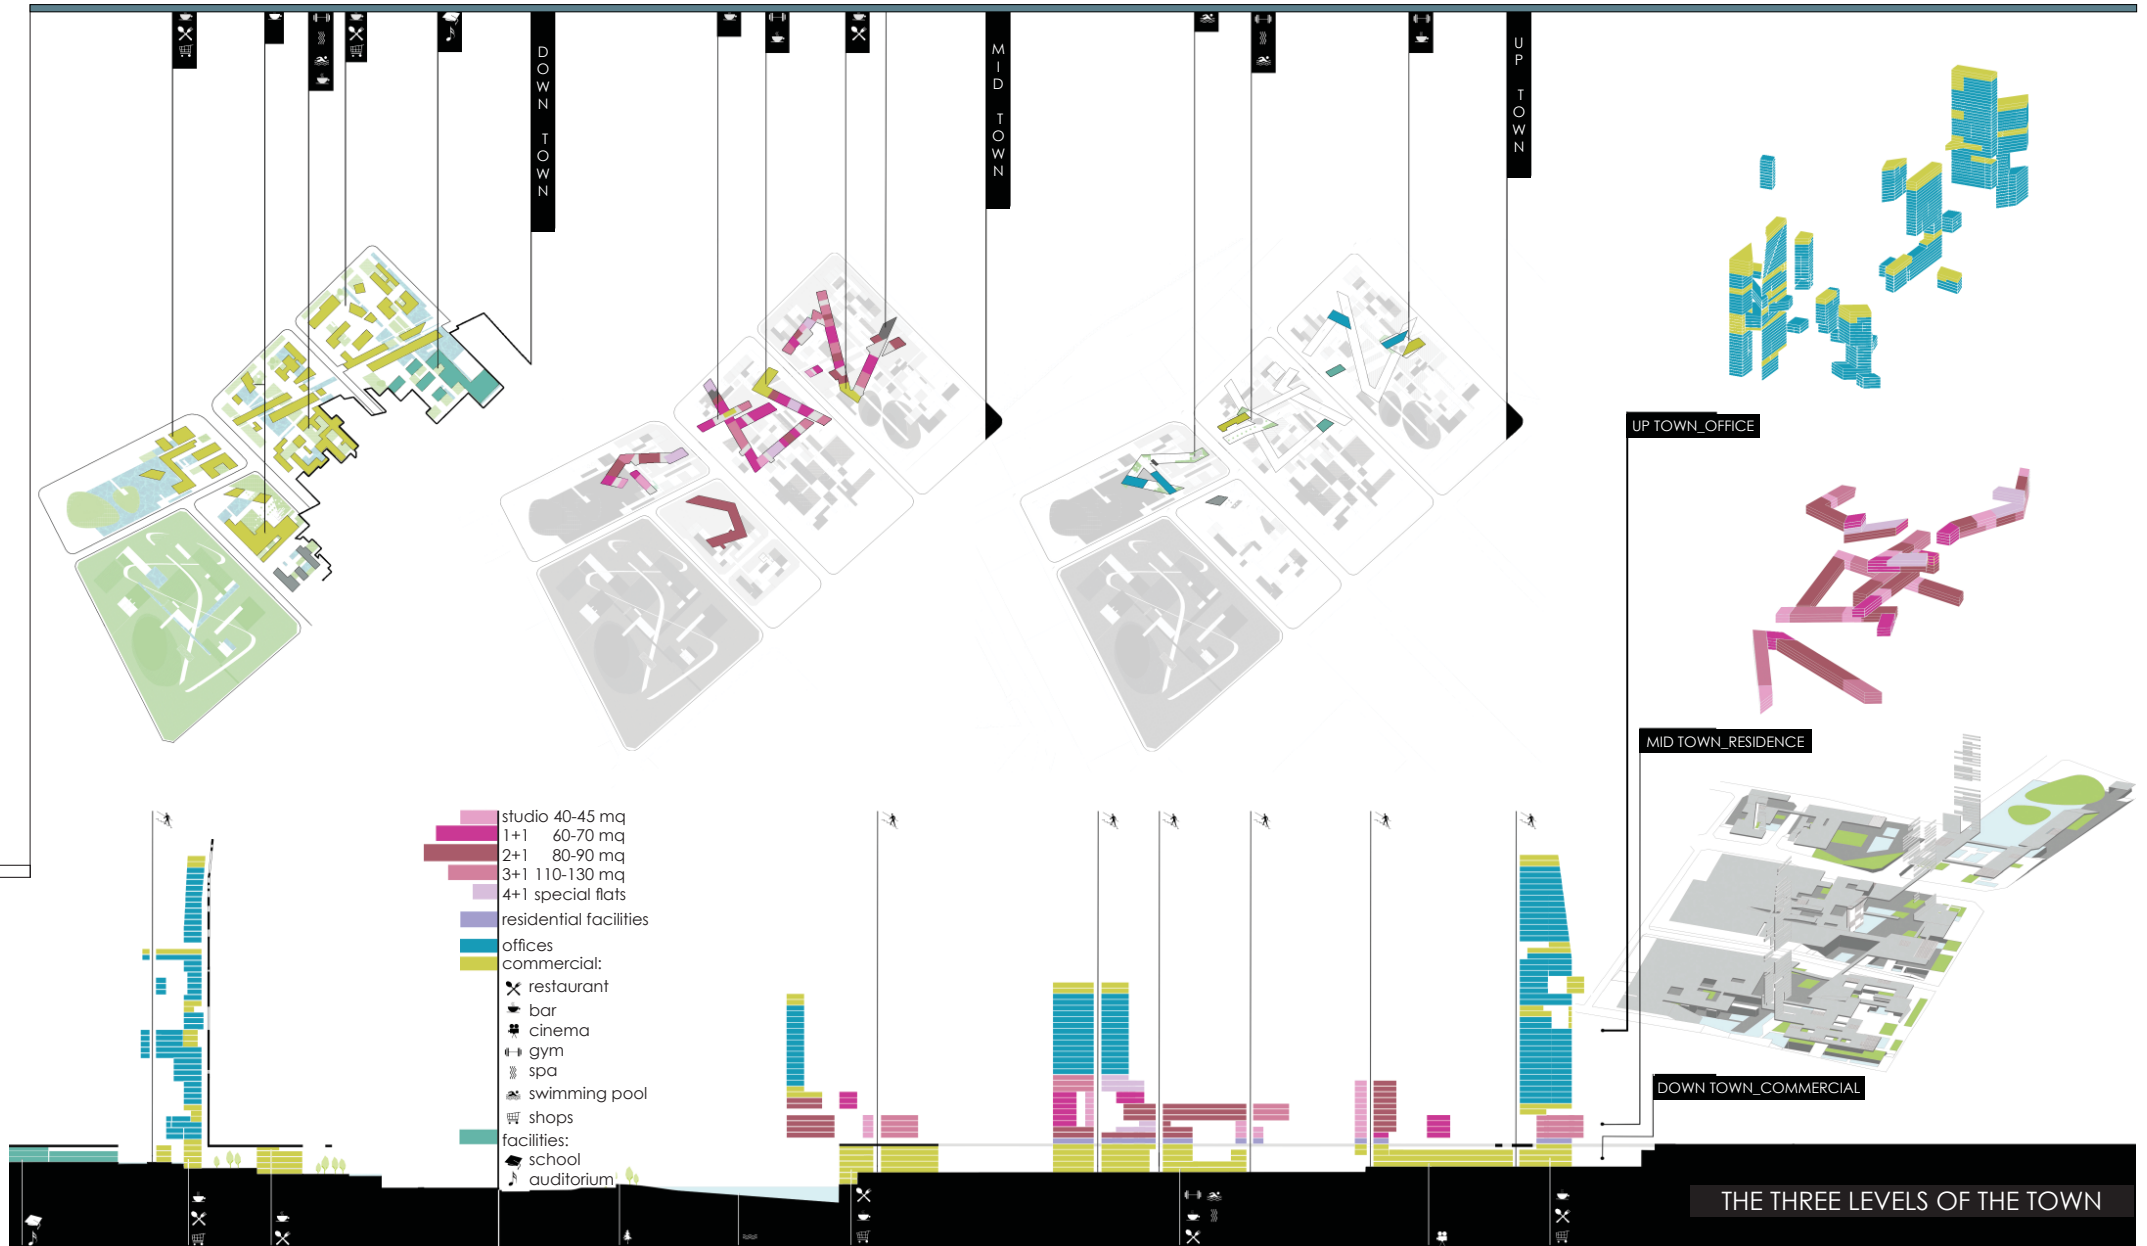 DOWN TOWN
MID TOWN
UP TOWN
UP TOWN_OFFICE
MID TOWN_RESIDENCE
DOWN TOWN_COMMERCIAL
studio 40-45 mq
1+1 60-70 mq
2+1 80-90 mq
3+1 110-130 mq
4+1 special flats
residential facilities
offices
commercial:
restaurant
bar
cinema
gym
spa
swimming pool
shops
facilities:
school
auditorium
THE THREE LEVELS OF THE TOWN